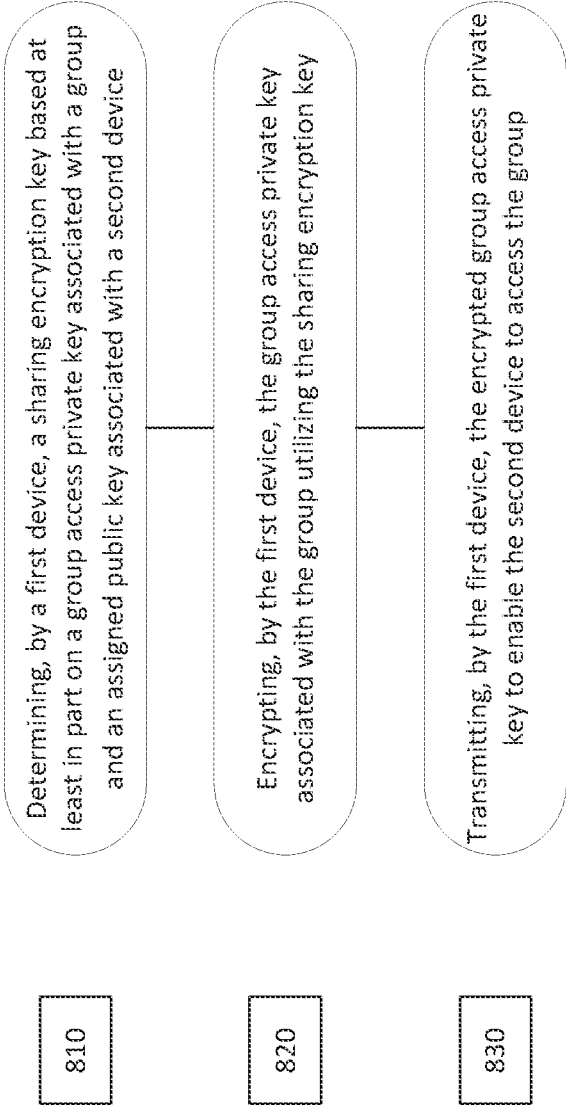 810
Determining, by a first device, a sharing encryption key based at
least in part on a group access private key associated with a group
and an assigned public key associated with a second device
820
Encrypting, by the first device, the group access private key
associated with the group utilizing the sharing encryption key
830
Transmitting, by the first device, the encrypted group access private
key to enable the second device to access the group